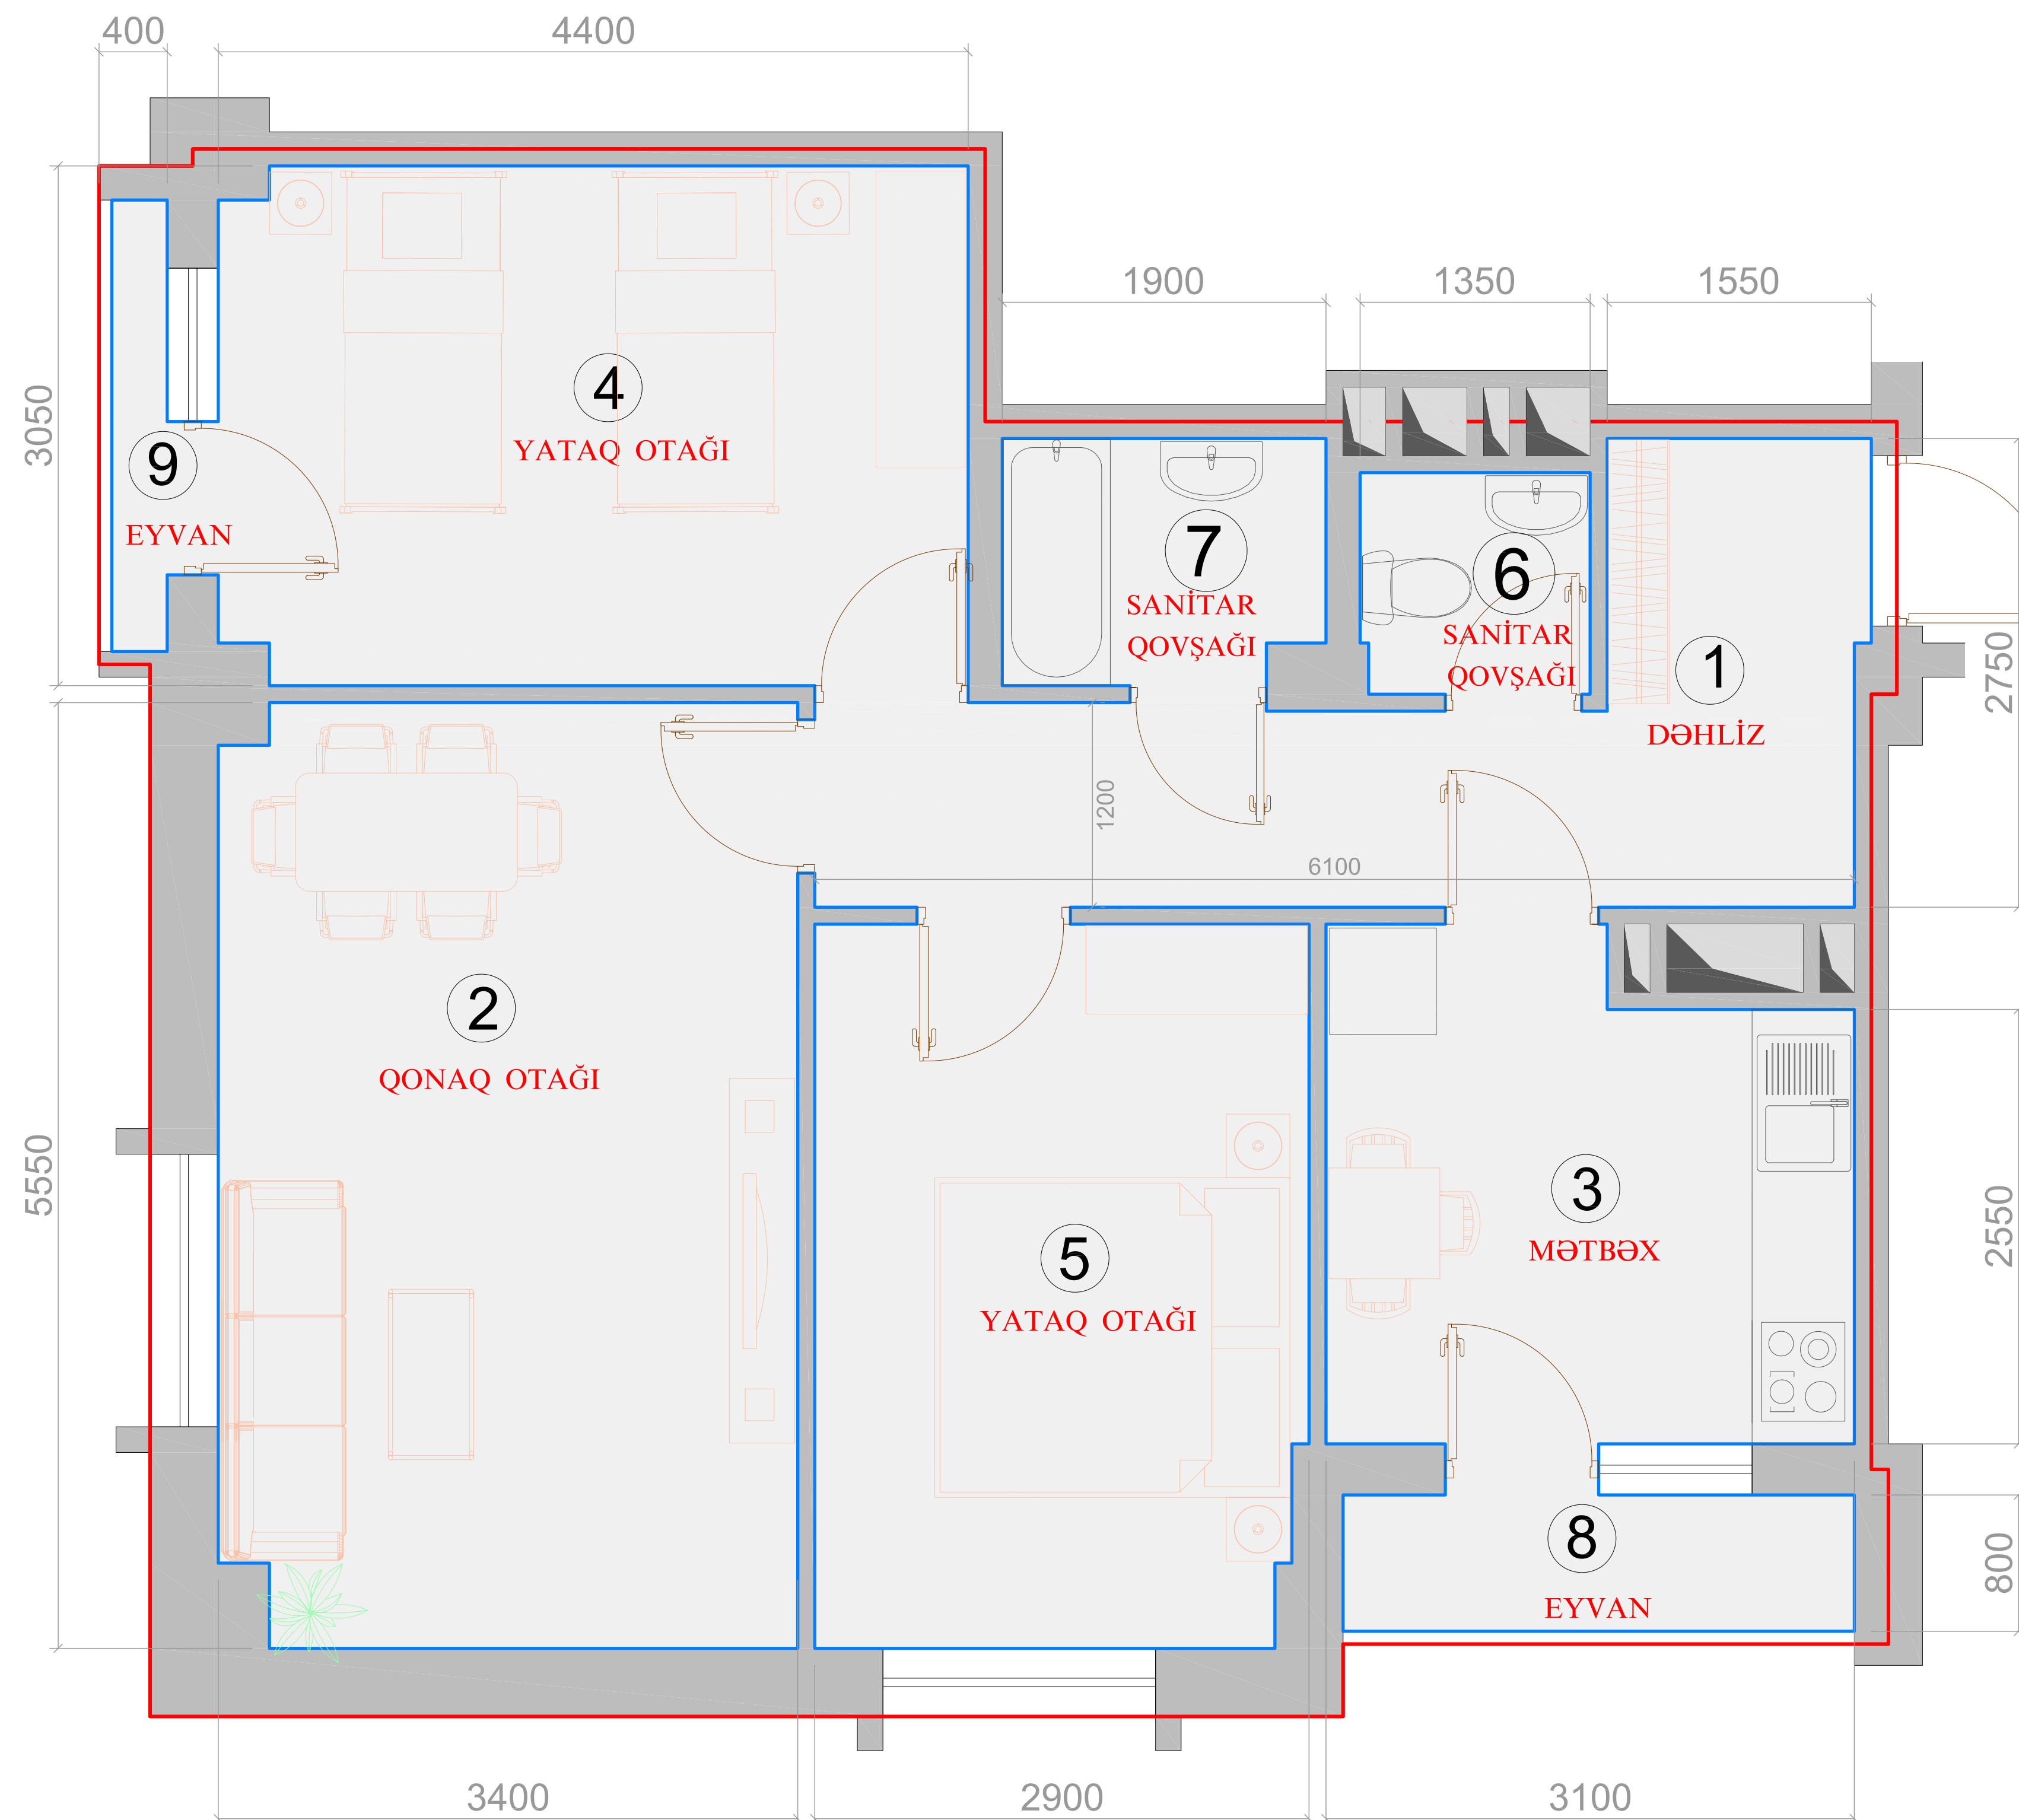 400
4400
1900
1350
1550
3050
4
YATAQ OTAĞI
9
EYVAN
7
SANİTAR
QOVŞAĞI
6
SANİTAR
QOVŞAĞI
1
DƏHLİZ
2750
1200
6100
2
QONAQ OTAĞI
5550
5
YATAQ OTAĞI
3
MƏTBƏX
2550
8
EYVAN
800
3400
2900
3100